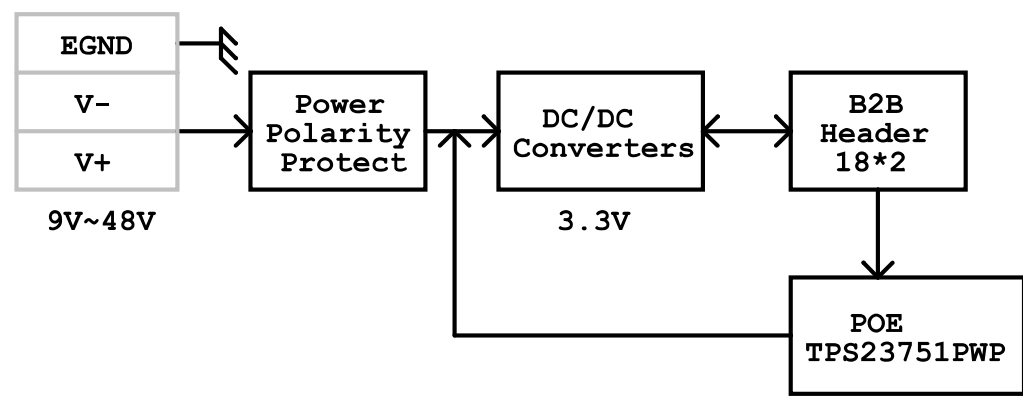 EGND
V-
V+
9V~48V
Power
Polarity
Protect
DC/DC
Converters
3.3V
B2B
Header
18*2
POE
TPS23751PWP